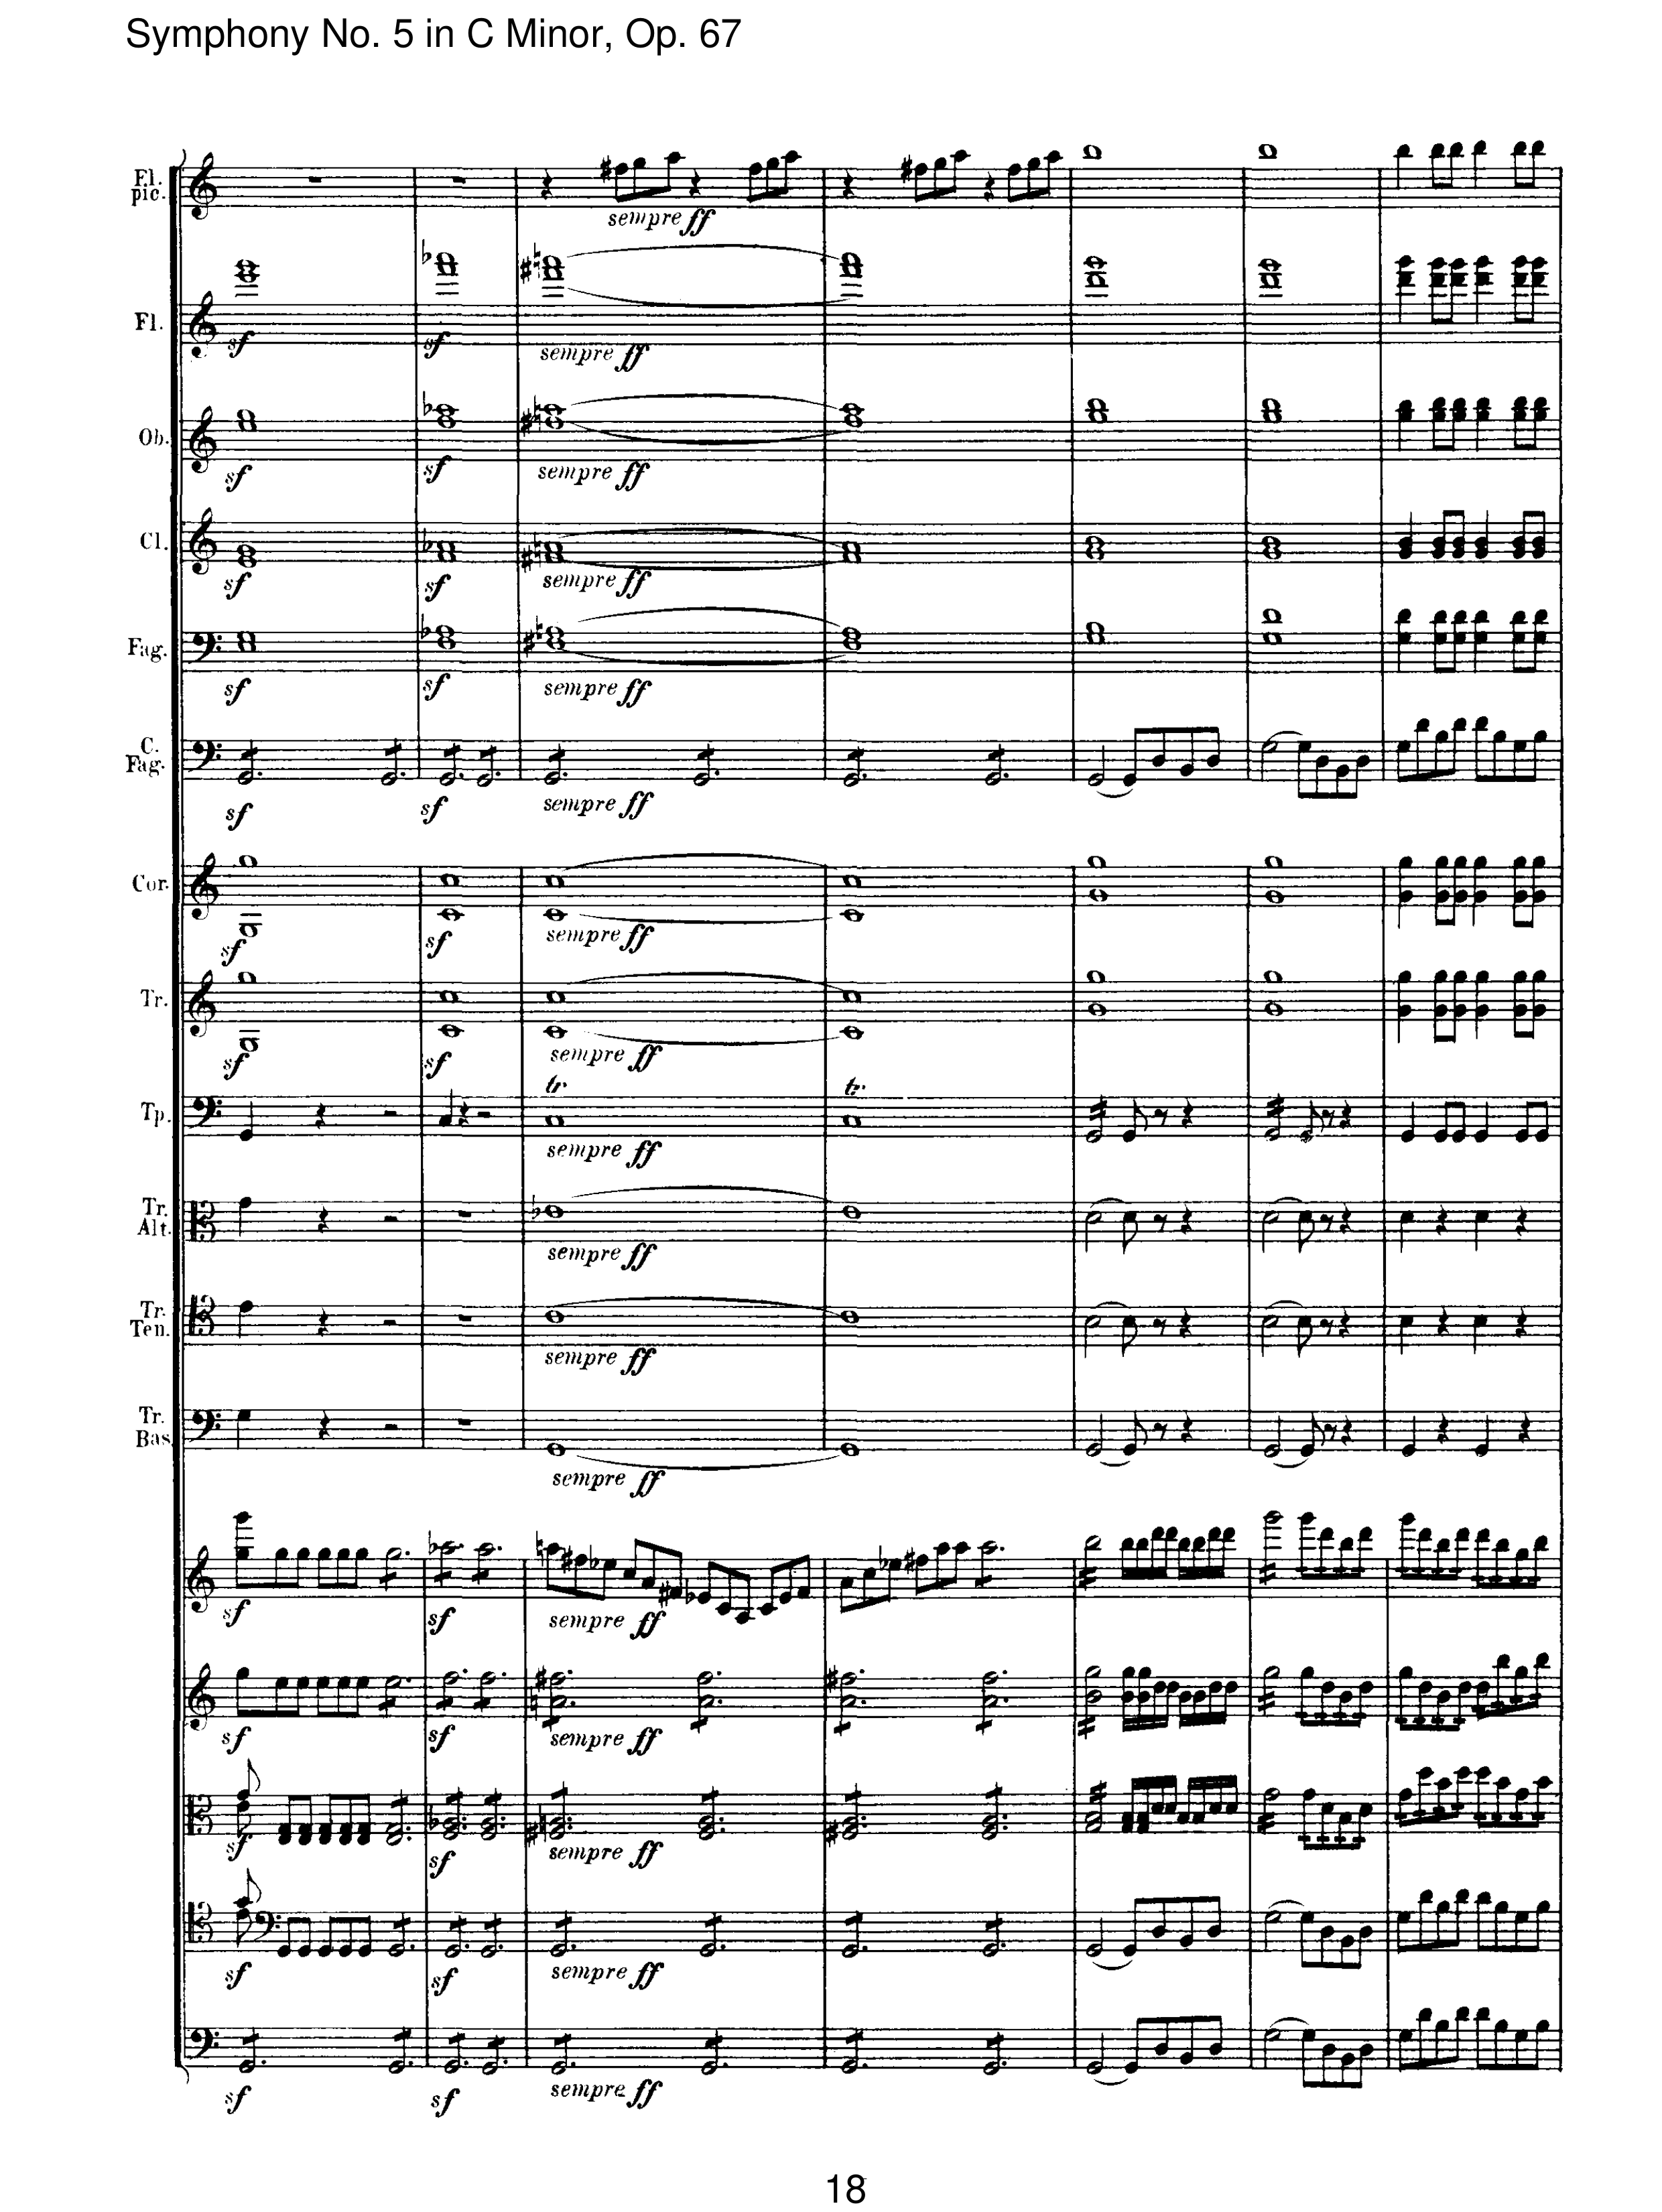 Symphony No. 5 in C Minor, Op. 67
Fl.
pic.
sempre ff
Fl.
sf sf sempre ff
Ob.
sf sf sempre ff
Cl.
sf sf sempre ff
Fag.
sf sf sempre ff
C.
Fag.
sf sf sempre ff
Cor.
sf sf sempre ff
Tr.
sf sf sempre ff
tr. tr.
Tp.
sempre ff
Tr.
Alt.
sempre ff
Tr.
Ten.
sempre ff
Tr.
Bas.
sempre ff
sf sf sempre ff
sf sf sempre ff
sf sf sempre ff
sf sf sempre ff
sf sf sempre ff
18